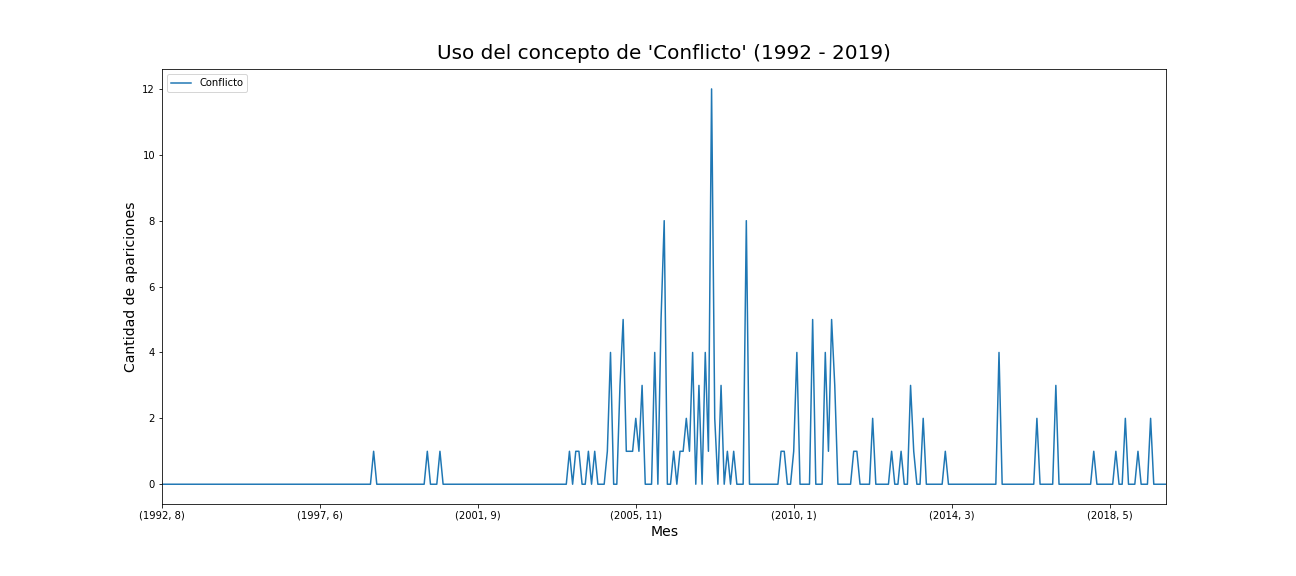 Uso del concepto de 'Conflicto' (1992 - 2019)
Conflicto
Cantidad de apariciones
12
10
8
6
4
2
0
(1992, 8) (1997, 6) (2001, 9) (2005, 11) (2010, 1) (2014, 3) (2018, 5)
Mes